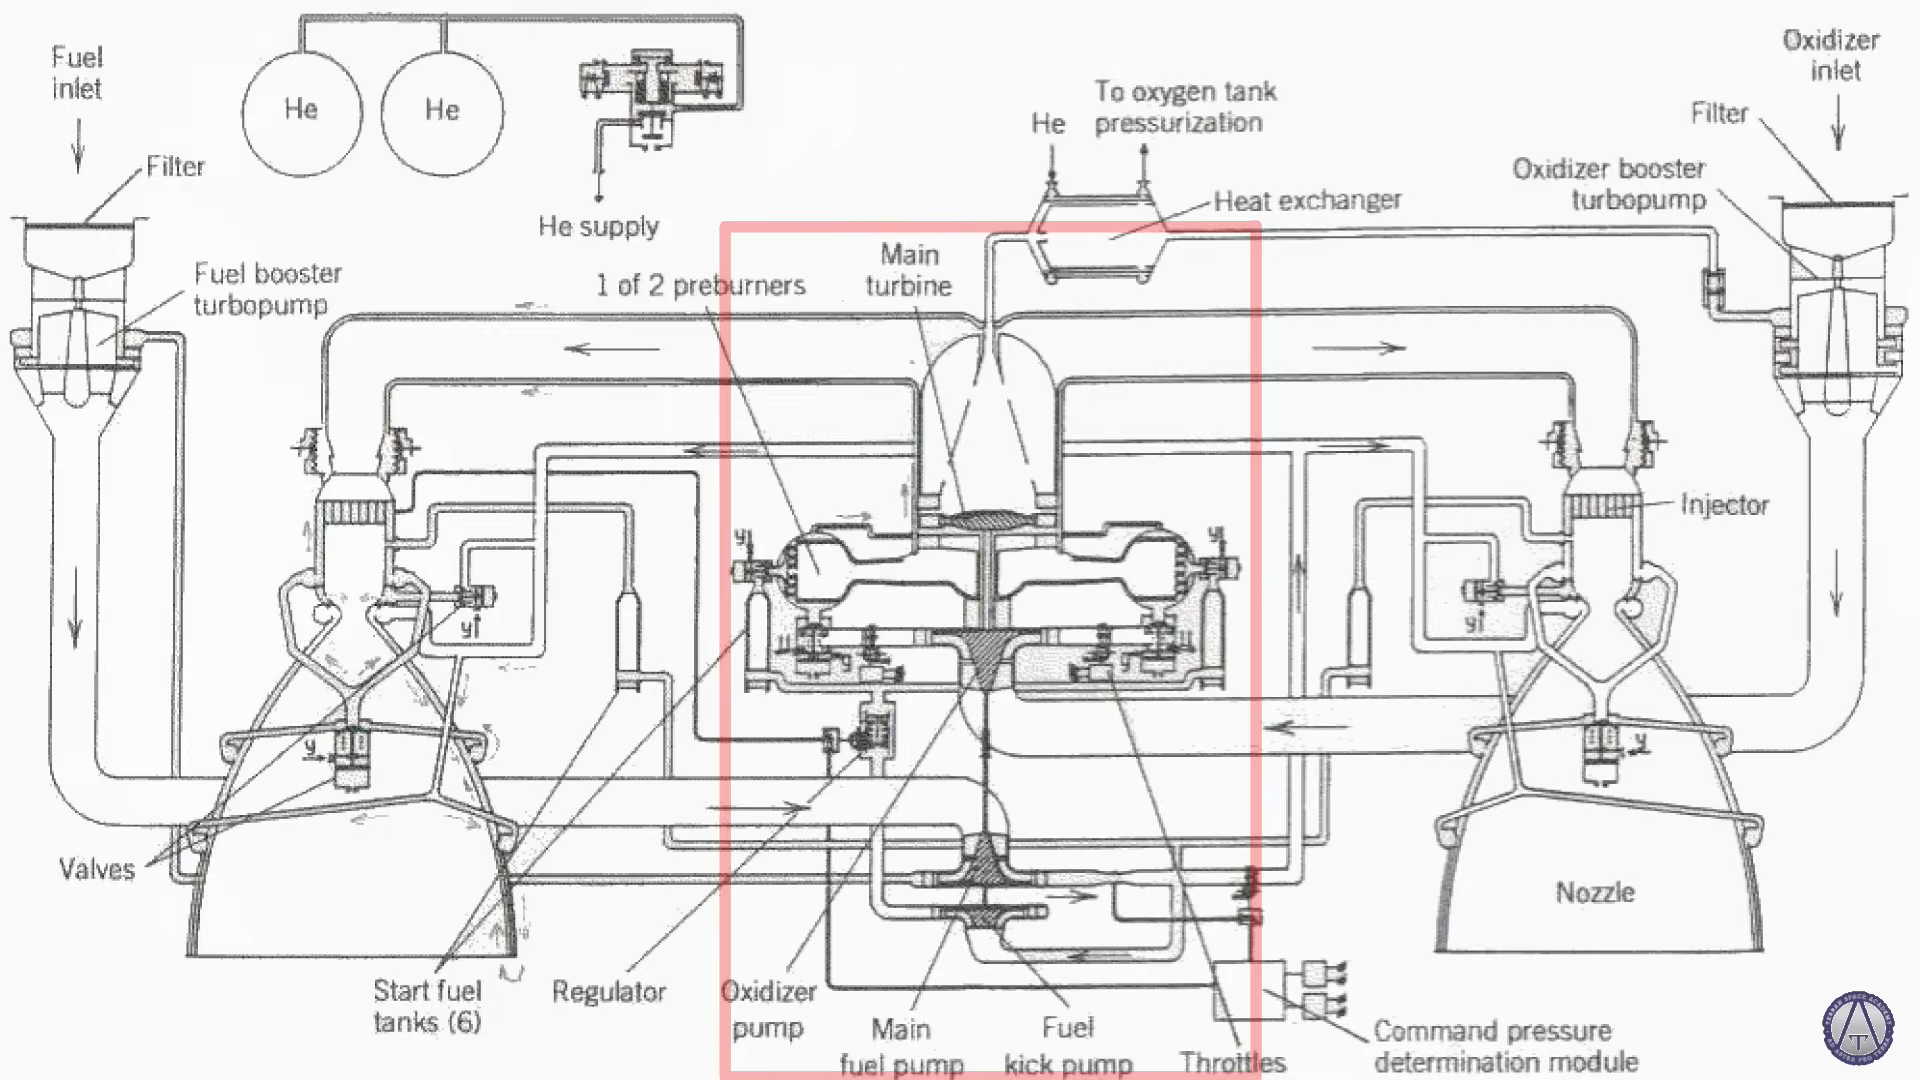 Fuel
inlet
Filter
He
He
He supply
Fuel booster
turbopump
1 of 2 preburners
Main
turbine
He
To oxygen tank
pressurization
Heat exchanger
Oxidizer
inlet
Filter
Oxidizer booster
turbopump
Injector
y
y
y
y
y
y
y
y
Valves
Start fuel
tanks (6)
Regulator
Oxidizer
pump
Main
fuel pump
Fuel
kick pump
Throttles
Command pressure
determination module
Nozzle